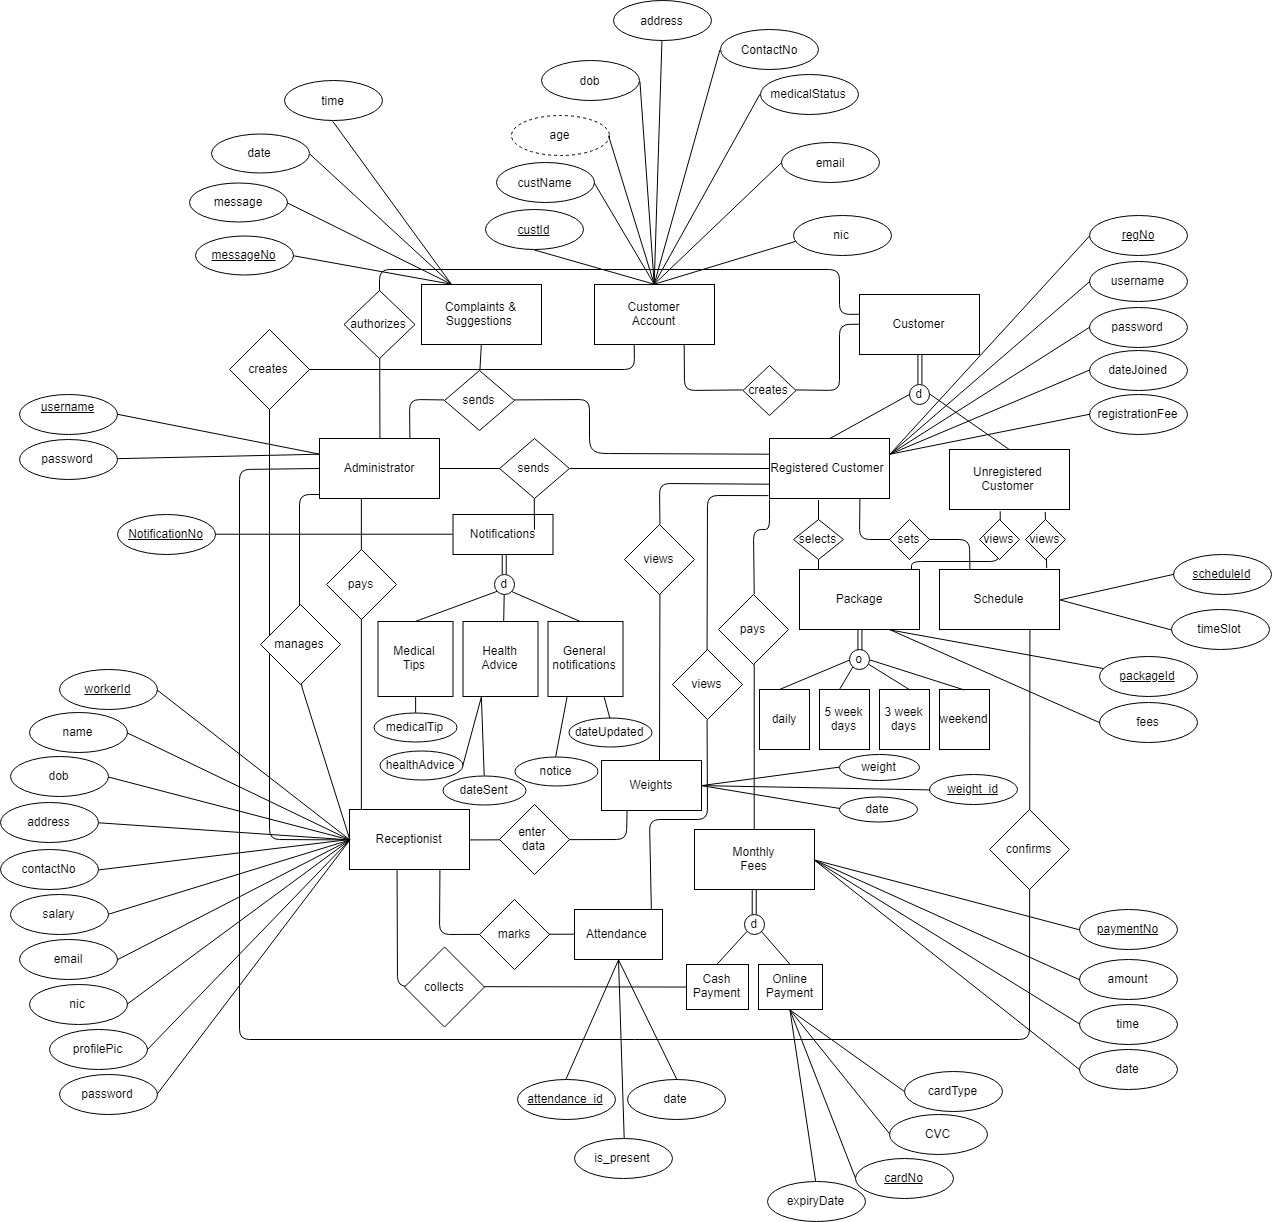 address
ContactNo
dob
medicalStatus
time
age
date
email
custName
message
custId
nic
regNo
messageNo
username
Complaints &
Suggestions
Customer
Account
authorizes
Customer
password
creates
dateJoined
creates
d
sends
username
registrationFee
password
Administrator
sends
Registered Customer
Unregistered
Customer
NotificationNo
Notifications
selects
sets
views
views
views
scheduleId
pays
d
Package
Schedule
timeSlot
manages
Medical
Tips
Health
Advice
General
notifications
pays
o
views
packageId
workerId
daily
5 week
days
3 week
days
weekend
fees
medicalTip
dateUpdated
name
healthAdvice
notice
weight
dob
dateSent
Weights
weight_id
date
address
Receptionist
enter
data
Monthly
Fees
confirms
contactNo
salary
marks
Attendance
d
paymentNo
email
collects
Cash
Payment
Online
Payment
amount
nic
time
profilePic
date
password
attendance_id
date
cardType
CVC
is_present
cardNo
expiryDate